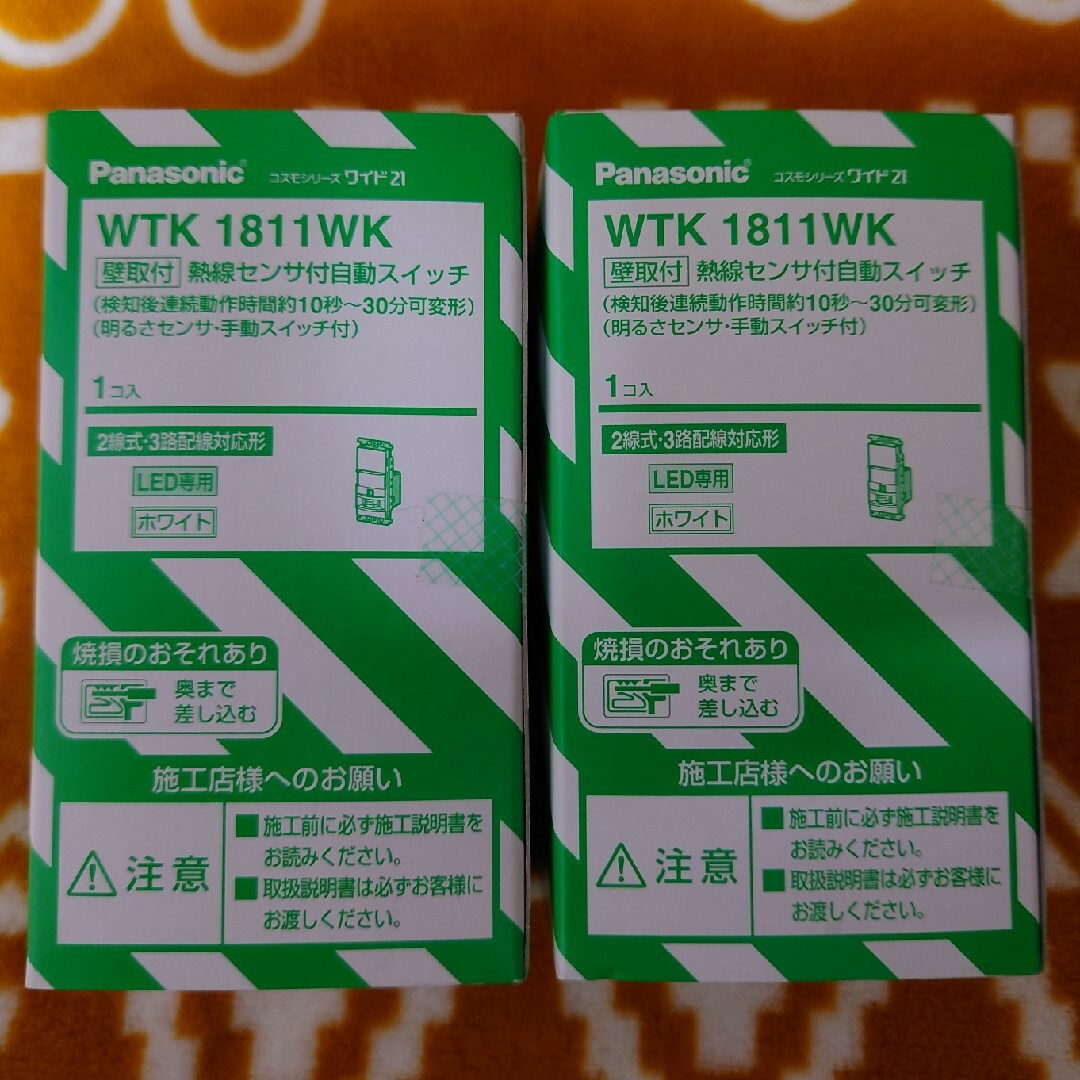 Panasonic® コスモシリーズ ワイド21
WTK 1811WK
壁取付 熱線センサ付自動スイッチ
(検知後連続動作時間約10秒～30分可変形)
(明るさセンサ・手動スイッチ付)
1コ入
2線式・3路配線対応形
LED専用
ホワイト
焼損のおそれあり
奥まで
差し込む
施工店様へのお願い
注意
■施工前に必ず施工説明書を
お読みください。
■取扱説明書は必ずお客様に
お渡しください。
Panasonic® コスモシリーズ ワイド21
WTK 1811WK
壁取付 熱線センサ付自動スイッチ
(検知後連続動作時間約10秒～30分可変形)
(明るさセンサ・手動スイッチ付)
1コ入
2線式・3路配線対応形
LED専用
ホワイト
焼損のおそれあり
奥まで
差し込む
施工店様へのお願い
注意
■施工前に必ず施工説明書を
お読みください。
■取扱説明書は必ずお客様に
お渡しください。